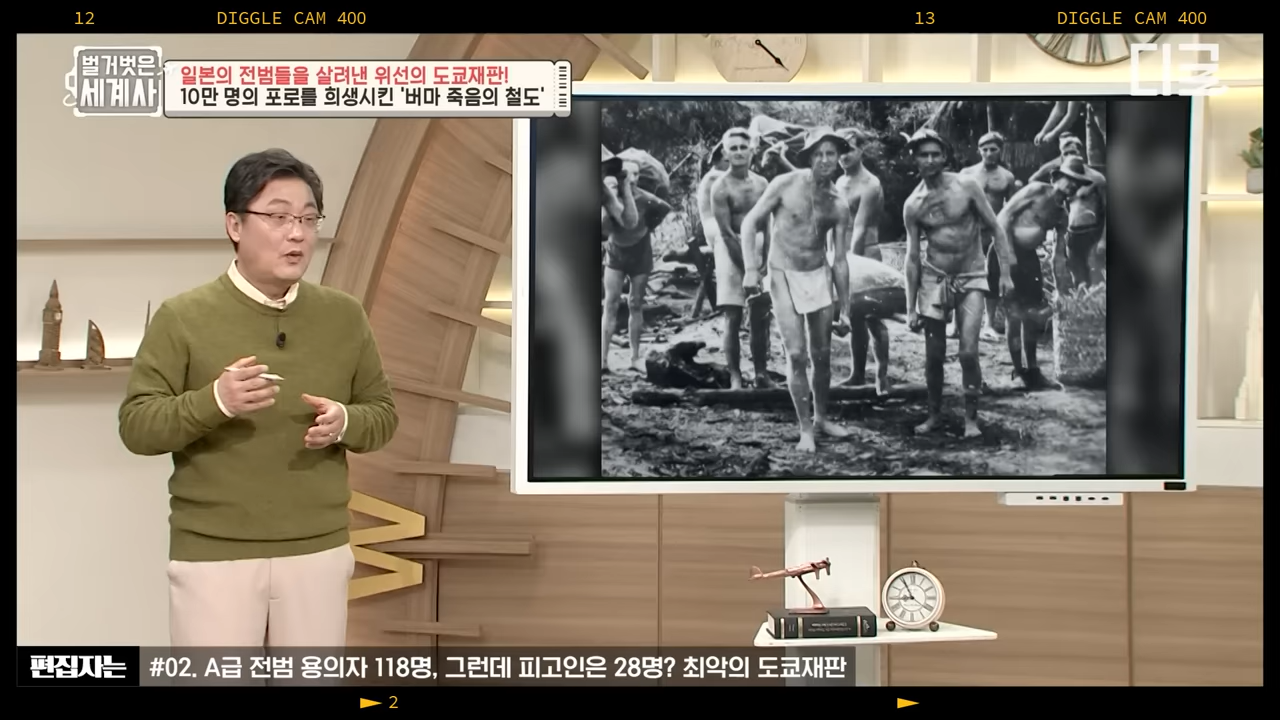 12
DIGGLE CAM 400
13
DIGGLE CAM 400
벌거벗은
세계사
일본의 전범들을 살려낸 위선의 도쿄재판!
10만 명의 포로를 희생시킨 '버마 죽음의 철도'
디글
편집자는
#02. A급 전범 용의자 118명, 그런데 피고인은 28명? 최악의 도쿄재판
2